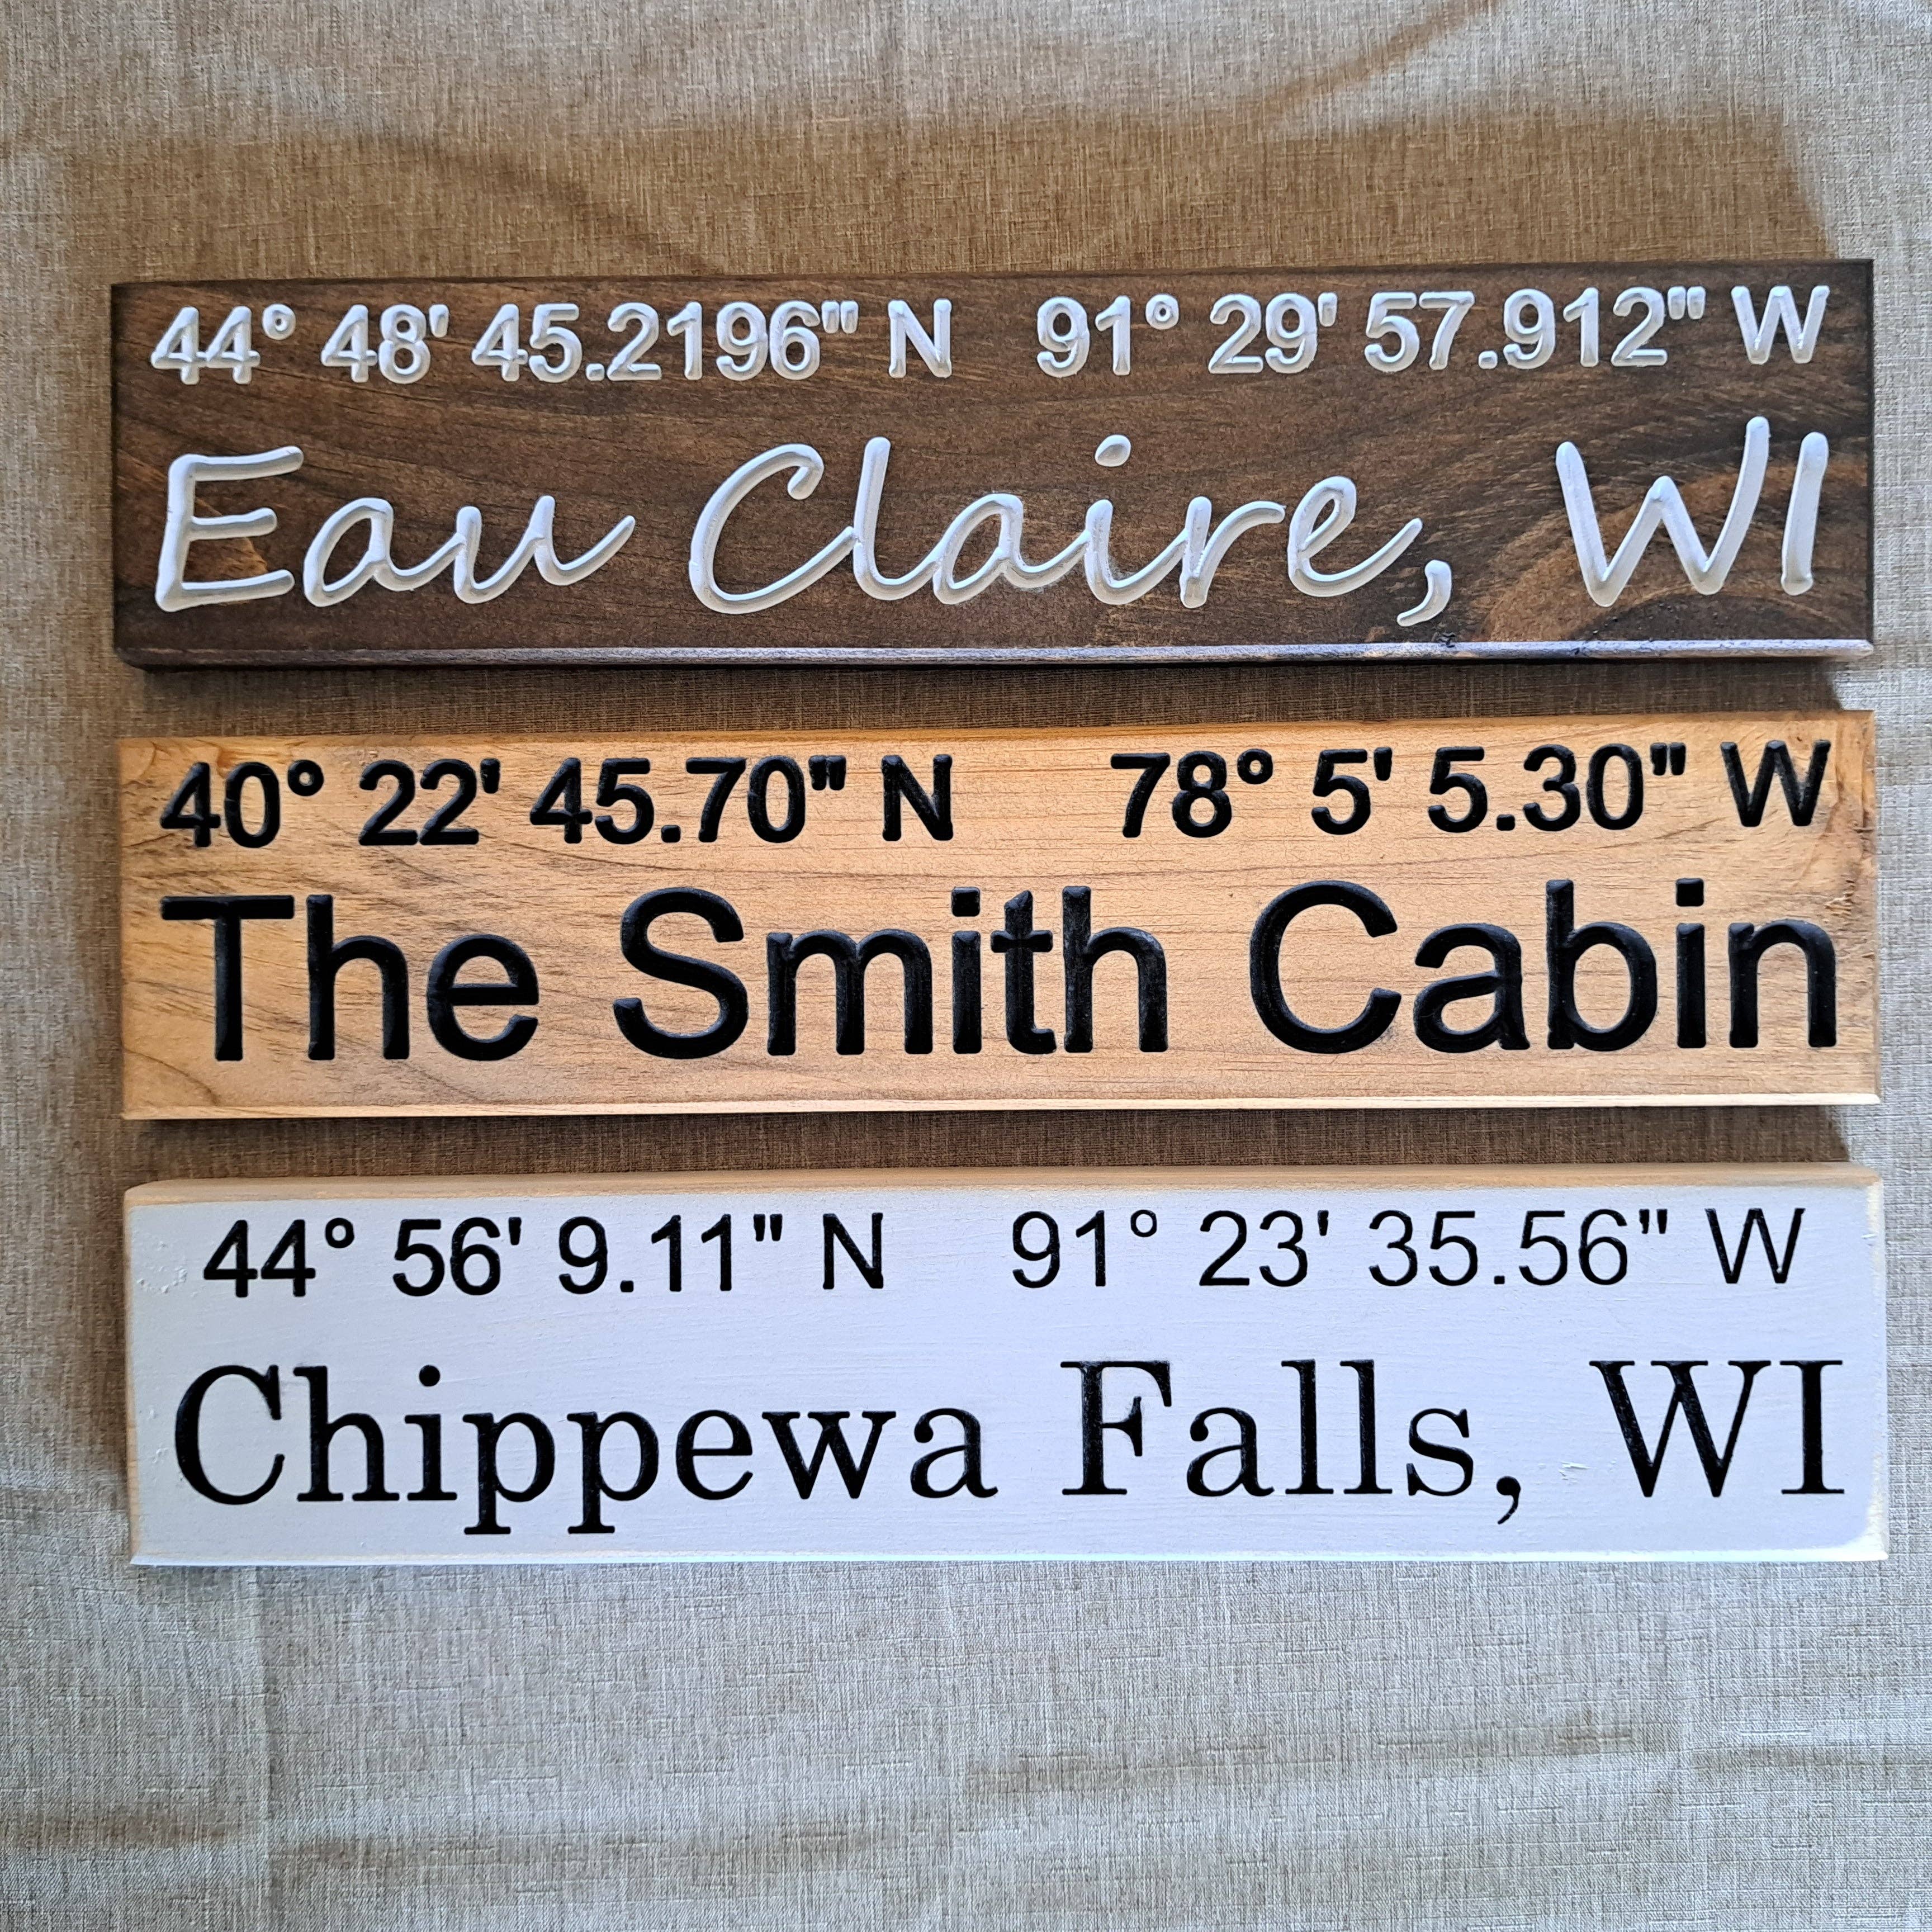 44° 48' 45.2196" N 91° 29' 57.912" W
Eau Claire, WI
40° 22' 45.70" N 78° 5' 5.30" W
The Smith Cabin
44° 56' 9.11" N 91° 23' 35.56" W
Chippewa Falls, WI